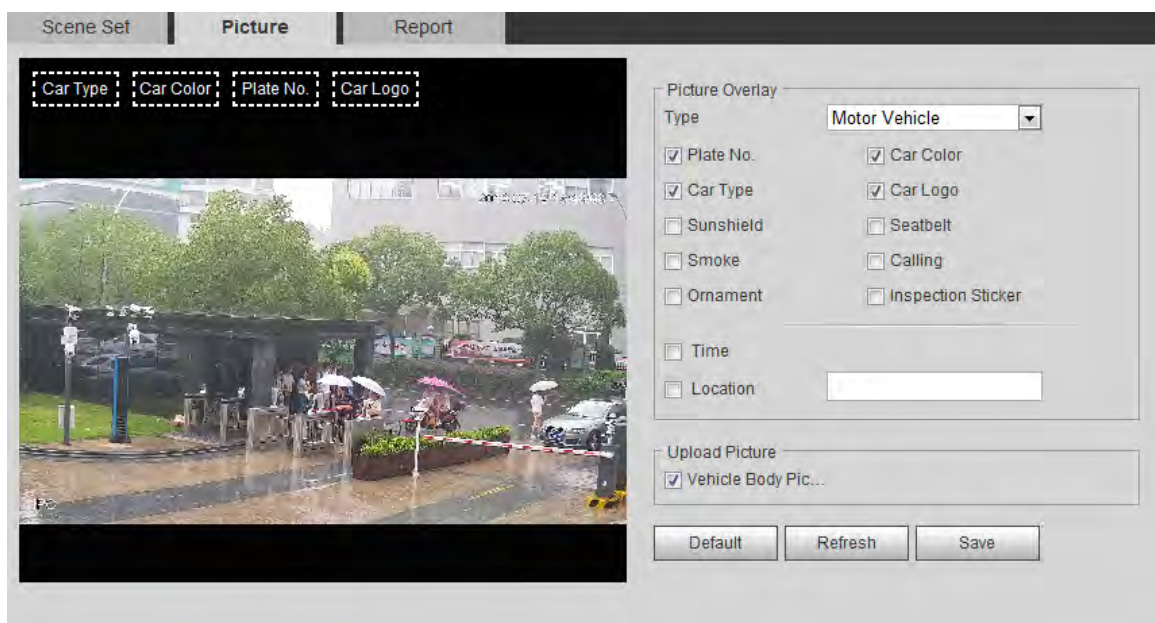 Scene Set Picture Report
Car Type Car Color Plate No. Car Logo
Picture Overlay
Type Motor Vehicle
Plate No. Car Color
Car Type Car Logo
Sunshield Seatbelt
Smoke Calling
Ornament Inspection Sticker
Time
Location
Upload Picture
Vehicle Body Pic...
Default Refresh Save